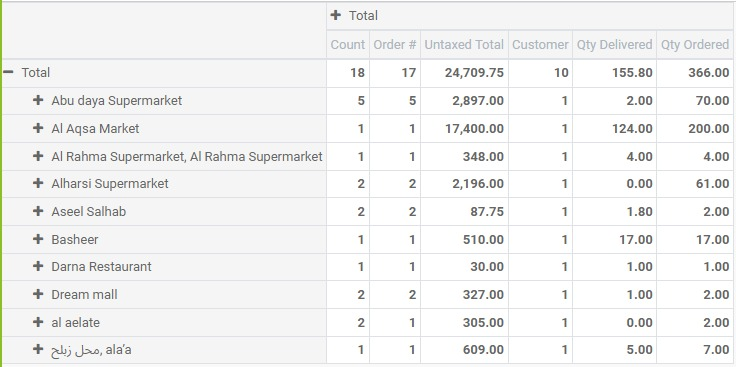 Total
Count Order # Untaxed Total Customer Qty Delivered Qty Ordered
Total 18 17 24,709.75 10 155.80 366.00
Abu daya Supermarket 5 5 2,897.00 1 2.00 70.00
Al Aqsa Market 1 1 17,400.00 1 124.00 200.00
Al Rahma Supermarket, Al Rahma Supermarket 1 1 348.00 1 4.00 4.00
Alharsi Supermarket 2 2 2,196.00 1 0.00 61.00
Aseel Salhab 2 2 87.75 1 1.80 2.00
Basheer 1 1 510.00 1 17.00 17.00
Darna Restaurant 1 1 30.00 1 1.00 1.00
Dream mall 2 2 327.00 1 1.00 2.00
al aelate 2 1 305.00 1 0.00 2.00
محل زبلح, ala'a 1 1 609.00 1 5.00 7.00